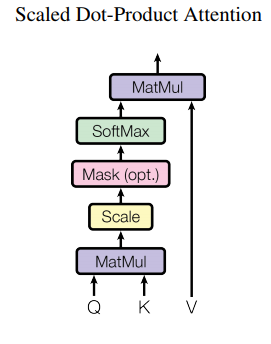 Scaled Dot-Product Attention
MatMul
SoftMax
Mask (opt.)
Scale
MatMul
Q K V